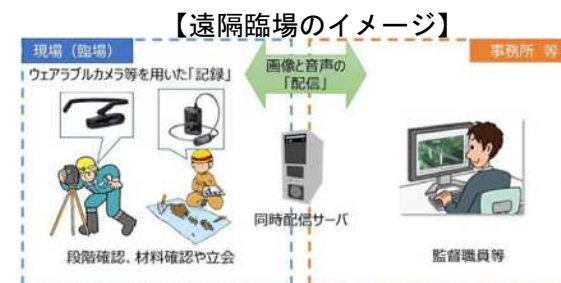 【遠隔臨場のイメージ】
現場（臨場）
ウェアラブルカメラ等を用いた「記録」
画像と音声の
「配信」
事務所 等
同時配信サーバ
段階確認、材料確認や立会
監督職員等